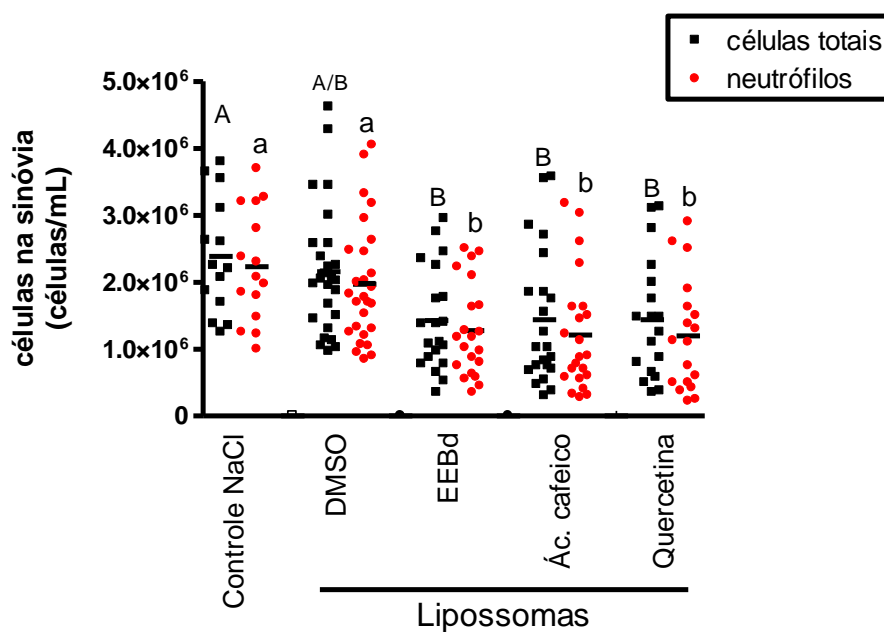 células totais
neutrófilos
células na sinóvia
(células/mL)
5.0×10⁶
4.0×10⁶
3.0×10⁶
2.0×10⁶
1.0×10⁶
0
A
a
A/B
a
B
b
B
b
B
b
Controle NaCl
DMSO
EEBd
Ác. cafeico
Quercetina
Lipossomas